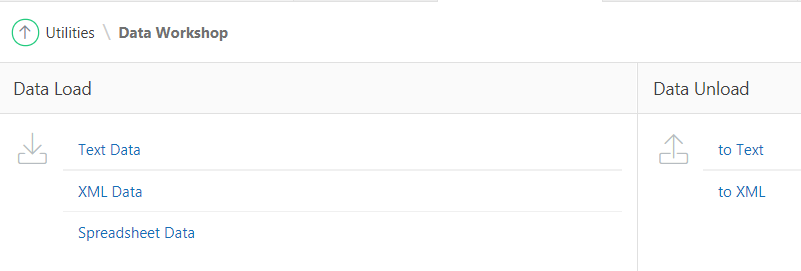 Utilities \ Data Workshop
Data Load
Text Data
XML Data
Spreadsheet Data
Data Unload
to Text
to XML